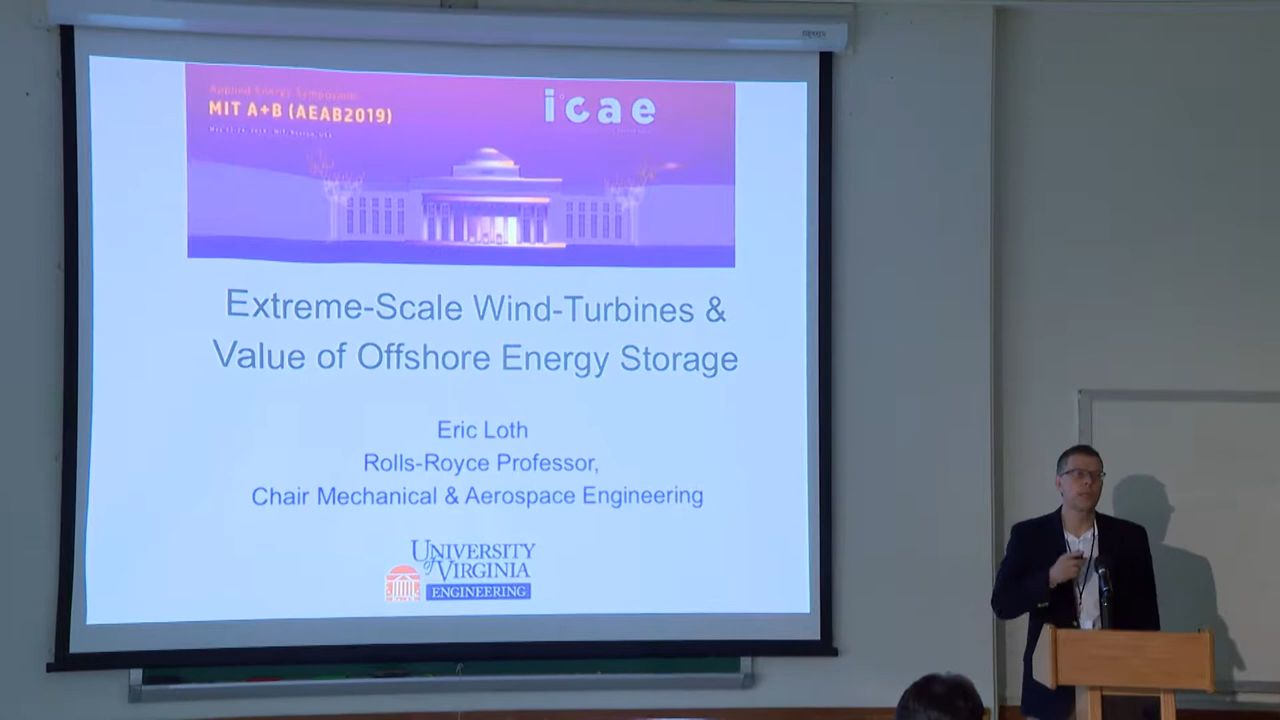 Applied Energy Symposium:
MIT A+B (AEAB2019)
icae
Extreme-Scale Wind-Turbines &
Value of Offshore Energy Storage
Eric Loth
Rolls-Royce Professor,
Chair Mechanical & Aerospace Engineering
UNIVERSITY
of VIRGINIA
ENGINEERING